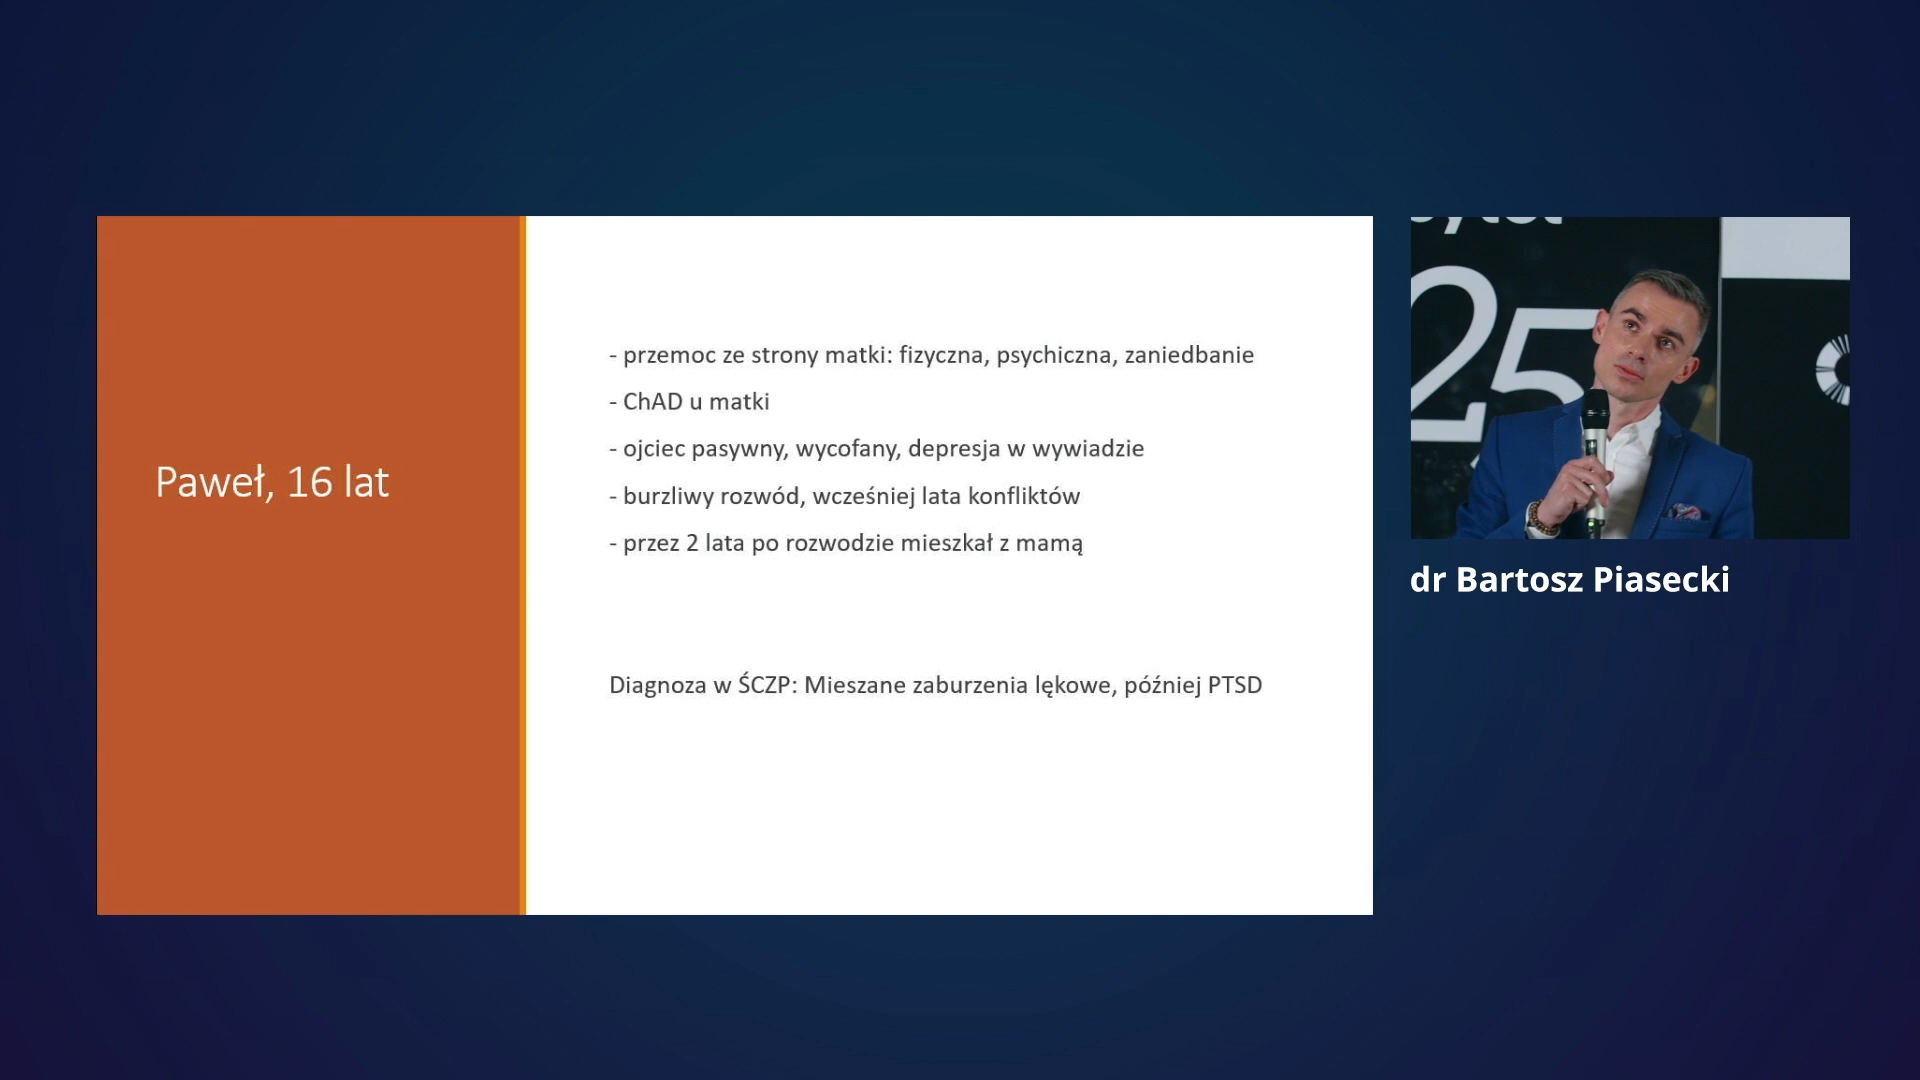 Paweł, 16 lat
- przemoc ze strony matki: fizyczna, psychiczna, zaniedbanie
- ChAD u matki
- ojciec pasywny, wycofany, depresja w wywiadzie
- burzliwy rozwód, wcześniej lata konfliktów
- przez 2 lata po rozwodzie mieszkał z mamą
Diagnoza w ŚCZP: Mieszane zaburzenia lękowe, później PTSD
25
dr Bartosz Piasecki